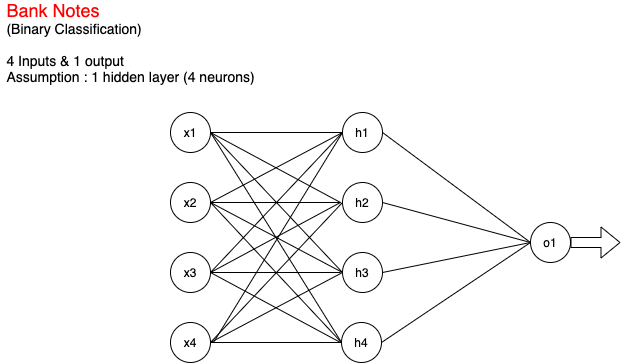 Bank Notes
(Binary Classification)
4 Inputs & 1 output
Assumption : 1 hidden layer (4 neurons)
x1
h1
x2
h2
o1
x3
h3
x4
h4